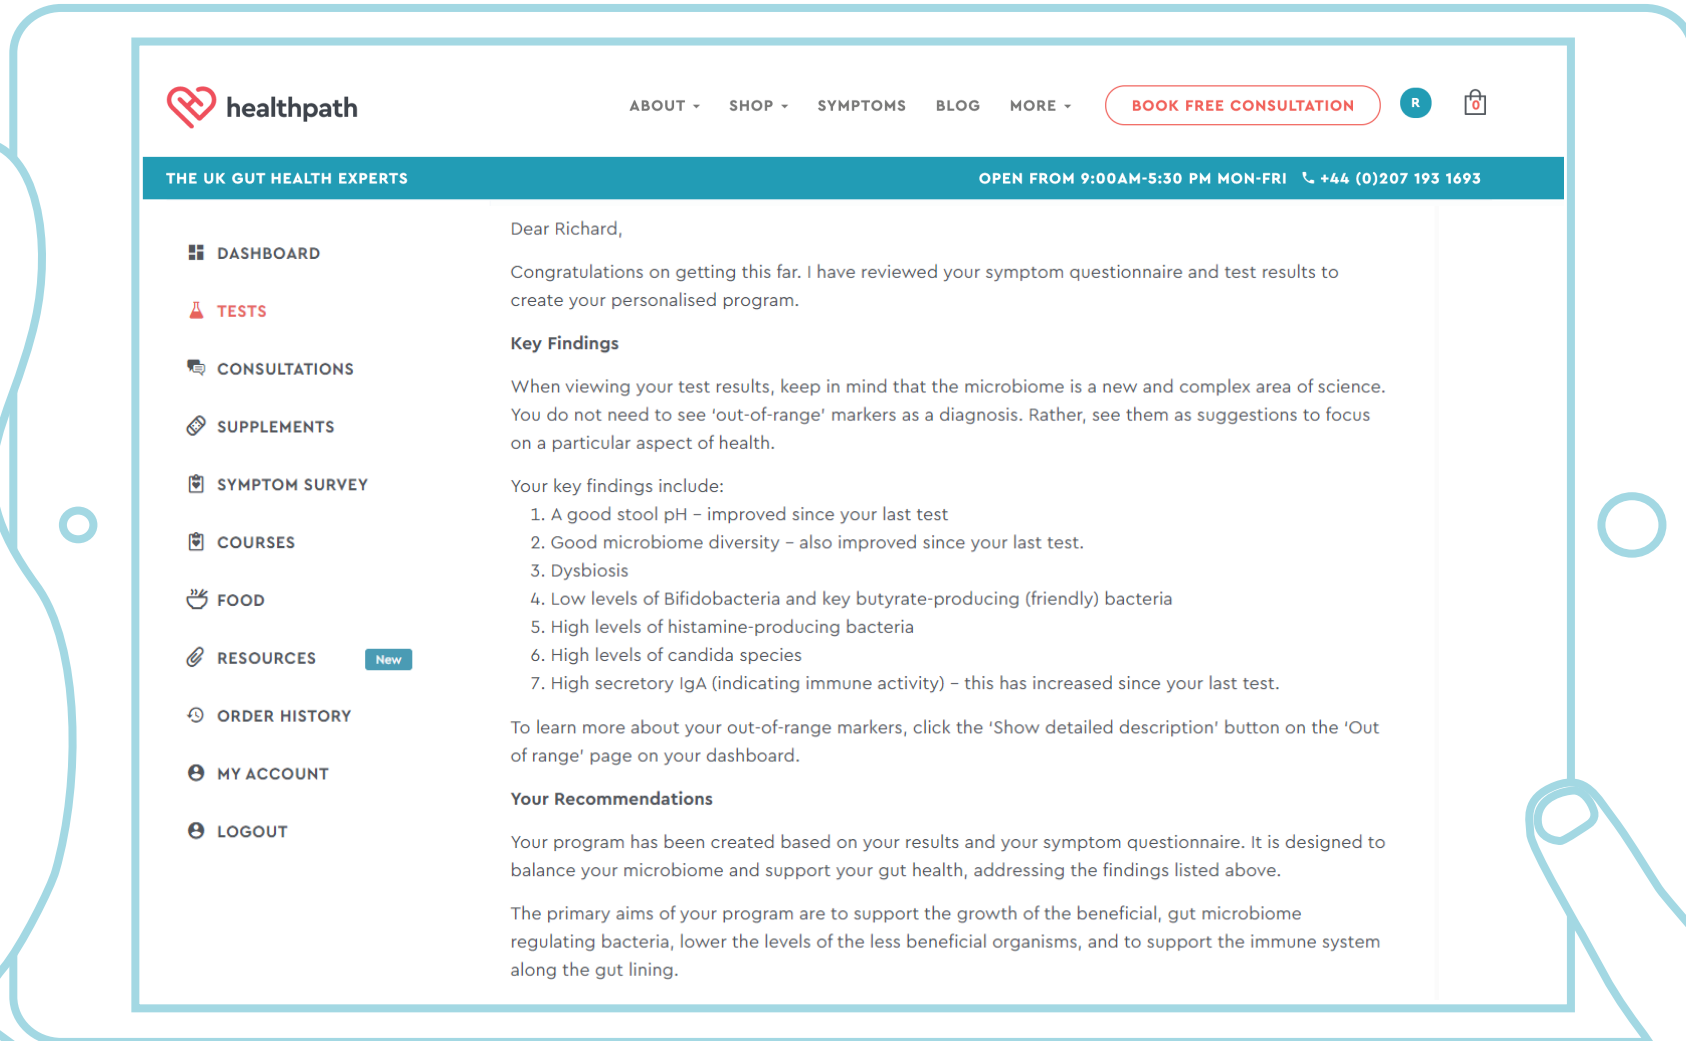 healthpath
ABOUT
SHOP
SYMPTOMS
BLOG
MORE
BOOK FREE CONSULTATION
R
0
THE UK GUT HEALTH EXPERTS
OPEN FROM 9:00AM-5:30 PM MON-FRI +44 (0)207 193 1693
DASHBOARD
TESTS
CONSULTATIONS
SUPPLEMENTS
SYMPTOM SURVEY
COURSES
FOOD
RESOURCES New
ORDER HISTORY
MY ACCOUNT
LOGOUT
Dear Richard,
Congratulations on getting this far. I have reviewed your symptom questionnaire and test results to
create your personalised program.
Key Findings
When viewing your test results, keep in mind that the microbiome is a new and complex area of science.
You do not need to see ‘out-of-range’ markers as a diagnosis. Rather, see them as suggestions to focus
on a particular aspect of health.
Your key findings include:
1. A good stool pH – improved since your last test
2. Good microbiome diversity – also improved since your last test.
3. Dysbiosis
4. Low levels of Bifidobacteria and key butyrate-producing (friendly) bacteria
5. High levels of histamine-producing bacteria
6. High levels of candida species
7. High secretory IgA (indicating immune activity) – this has increased since your last test.
To learn more about your out-of-range markers, click the ‘Show detailed description’ button on the ‘Out
of range’ page on your dashboard.
Your Recommendations
Your program has been created based on your results and your symptom questionnaire. It is designed to
balance your microbiome and support your gut health, addressing the findings listed above.
The primary aims of your program are to support the growth of the beneficial, gut microbiome
regulating bacteria, lower the levels of the less beneficial organisms, and to support the immune system
along the gut lining.